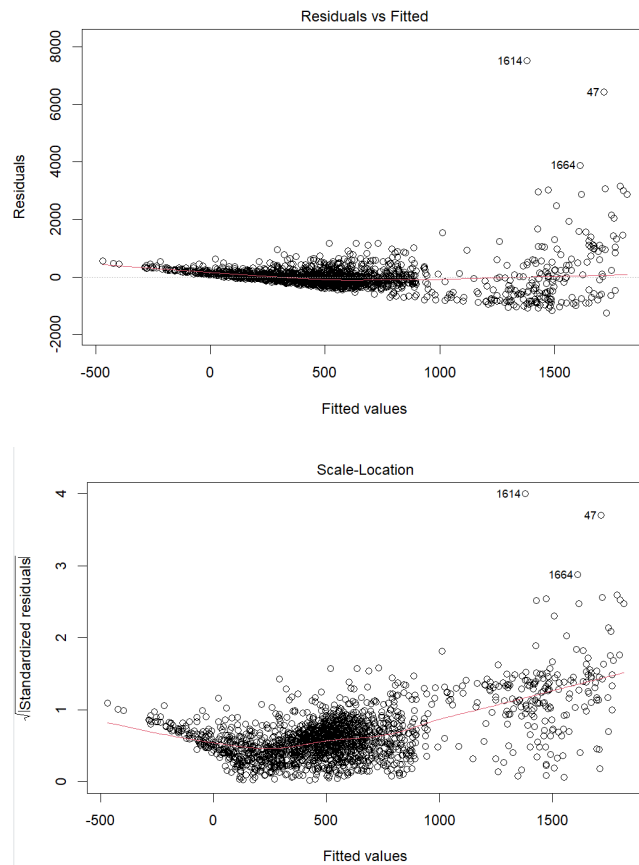 Residuals vs Fitted
8000
6000
4000
2000
0
-2000
Residuals
1614
47
1664
-500 0 500 1000 1500
Fitted values
Scale-Location
4
3
2
1
0
√|Standardized residuals|
1614
47
1664
-500 0 500 1000 1500
Fitted values